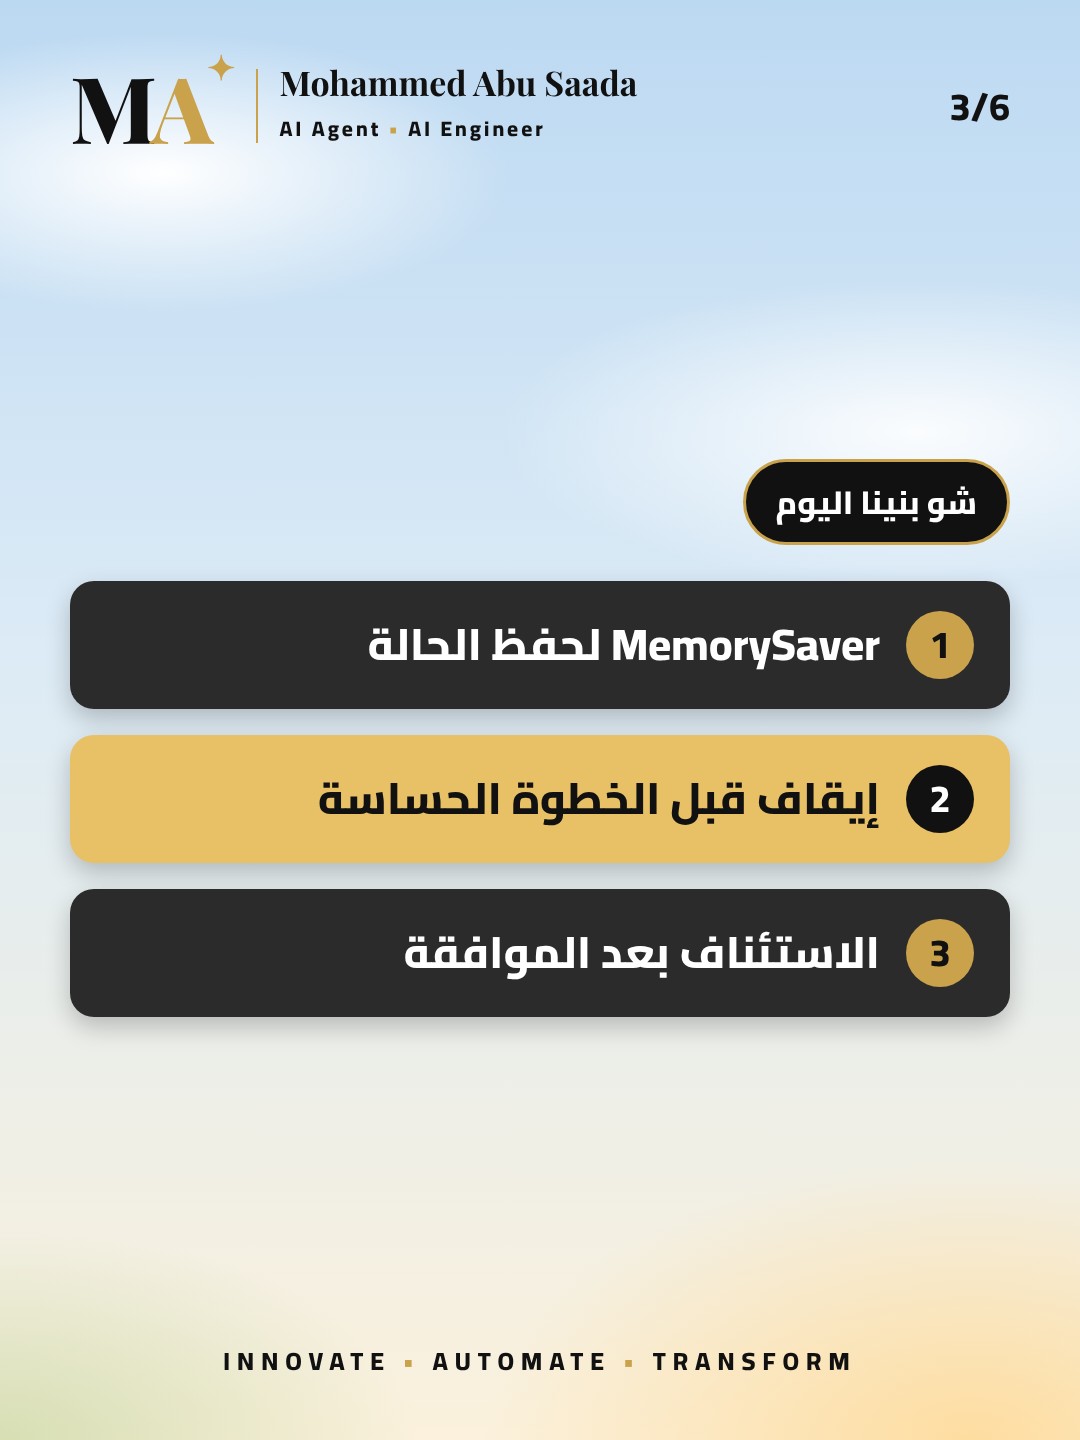 MA
Mohammed Abu Saada
AI Agent ▪ AI Engineer
3/6
شو بنينا اليوم
1 MemorySaver لحفظ الحالة
2 إيقاف قبل الخطوة الحساسة
3 الاستئناف بعد الموافقة
INNOVATE ▪ AUTOMATE ▪ TRANSFORM